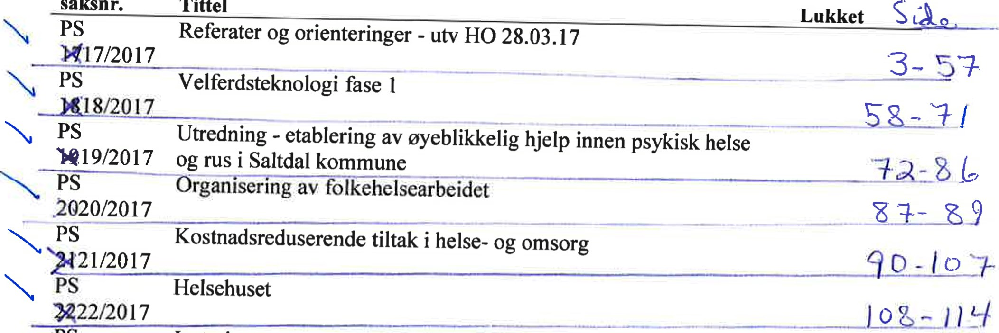 saksnr. Tittel Lukket Side
PS Referater og orienteringer - utv HO 28.03.17
1717/2017 3-57
PS Velferdsteknologi fase 1
1818/2017 58-71
PS Utredning - etablering av øyeblikkelig hjelp innen psykisk helse
1919/2017 og rus i Saltdal kommune 72-86
PS Organisering av folkehelsearbeidet
2020/2017 87-89
PS Kostnadsreduserende tiltak i helse- og omsorg
2121/2017 90-107
PS Helsehuset
2222/2017 108-114
PS